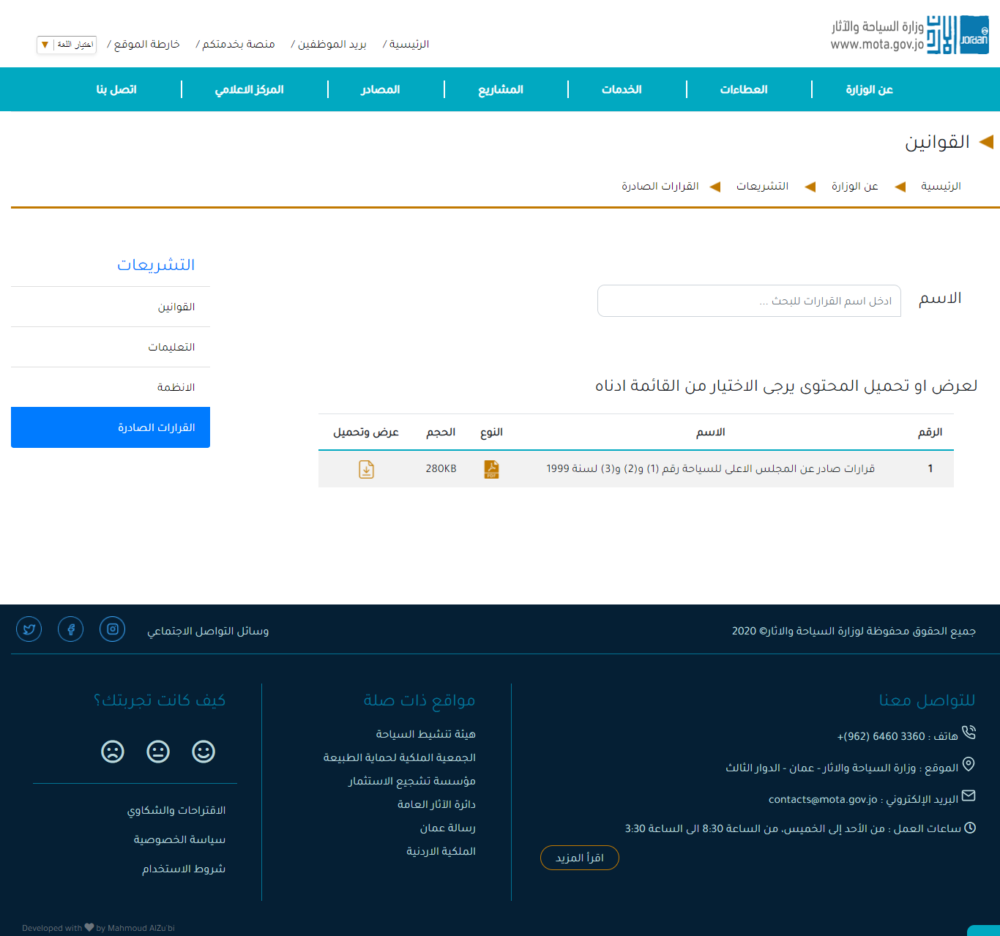 وزارة السياحة والآثار
www.mota.gov.jo
Jordan
الرئيسية /
بريد الموظفين /
منصة بخدمتكم /
خارطة الموقع /
اختيار اللغة
عن الوزارة
العطاءات
الخدمات
المشاريع
المصادر
المركز الاعلامي
اتصل بنا
القوانين
الرئيسية
عن الوزارة
التشريعات
القرارات الصادرة
الاسم
ادخل اسم القرارات للبحث ...
لعرض او تحميل المحتوى يرجى الاختيار من القائمة ادناه
الرقم الاسم النوع الحجم عرض وتحميل
1 قرارات صادر عن المجلس الاعلى للسياحة رقم (1) و(2) و(3) لسنة 1999 PDF 280KB
التشريعات
القوانين
التعليمات
الانظمة
القرارات الصادرة
جميع الحقوق محفوظة لوزارة السياحة والاثار© 2020
وسائل التواصل الاجتماعي
للتواصل معنا
هاتف : 3360 6460 (962)+
الموقع : وزارة السياحة والاثار - عمان - الدوار الثالث
البريد الإلكتروني : contacts@mota.gov.jo
ساعات العمل : من الأحد إلى الخميس، من الساعة 8:30 الى الساعة 3:30
اقرأ المزيد
مواقع ذات صلة
هيئة تنشيط السياحة
الجمعية الملكية لحماية الطبيعة
مؤسسة تشجيع الاستثمار
دائرة الآثار العامة
رسالة عمان
الملكية الاردنية
كيف كانت تجربتك؟
الاقتراحات والشكاوي
سياسة الخصوصية
شروط الاستخدام
Developed with by Mahmoud AlZu'bi